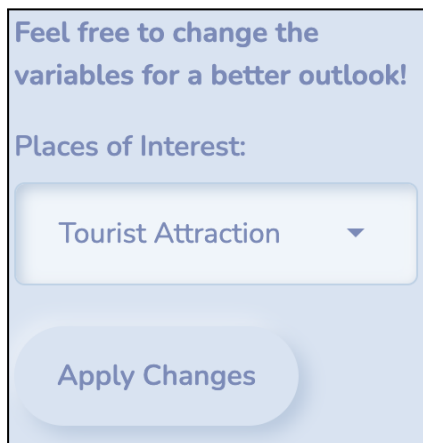 Feel free to change the
variables for a better outlook!
Places of Interest:
Tourist Attraction
Apply Changes